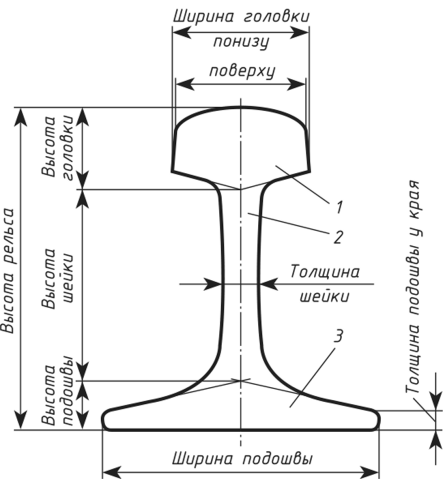 Ширина головки
понизу
поверху
Высота
головки
Высота рельса
Высота
шейки
Толщина
шейки
Высота
подошвы
Толщина подошвы у края
1
2
3
Ширина подошвы